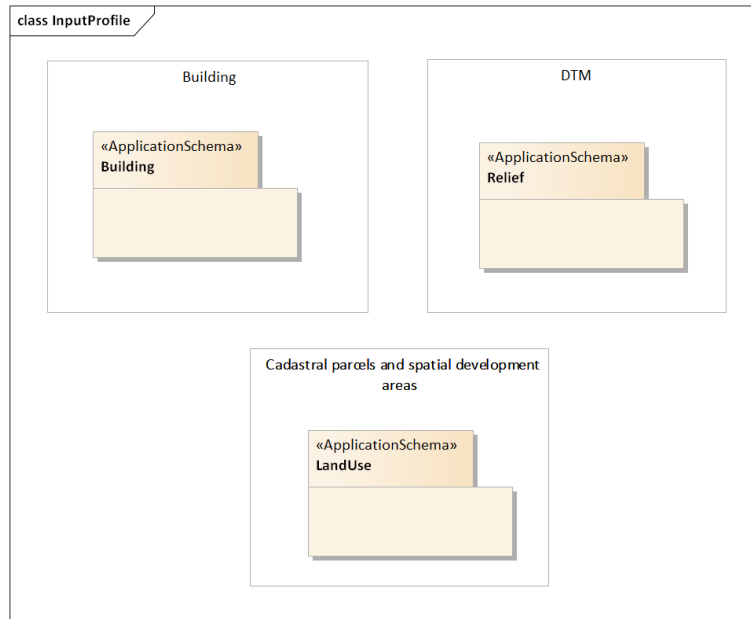 class InputProfile
Building
«ApplicationSchema»
Building
DTM
«ApplicationSchema»
Relief
Cadastral parcels and spatial development
areas
«ApplicationSchema»
LandUse